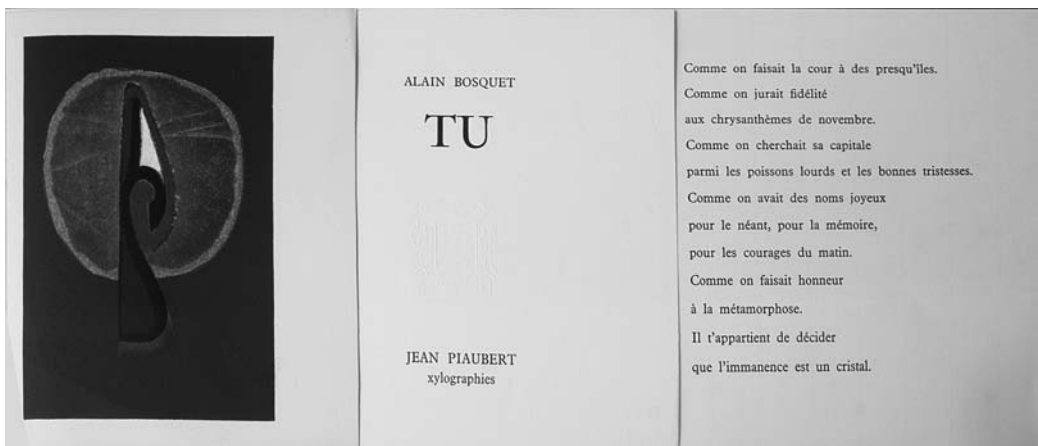 ALAIN BOSQUET
TU
JEAN PIAUBERT
xylographies
Comme on faisait la cour à des presqu'îles.
Comme on jurait fidélité
aux chrysanthèmes de novembre.
Comme on cherchait sa capitale
parmi les poissons lourds et les bonnes tristesses.
Comme on avait des noms joyeux
pour le néant, pour la mémoire,
pour les courages du matin.
Comme on faisait honneur
à la métamorphose.
Il t'appartient de décider
que l'immanence est un cristal.